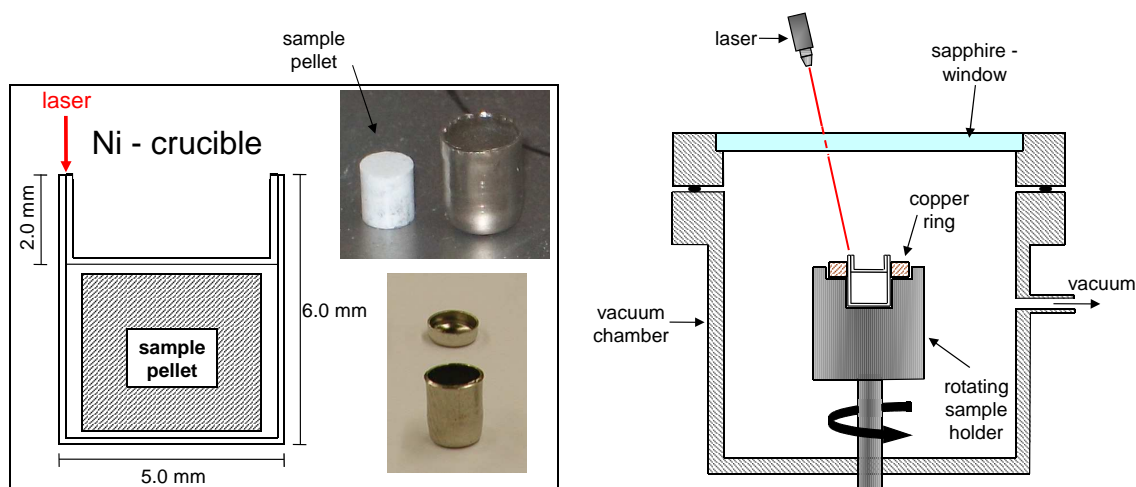 sample
pellet
laser
Ni - crucible
2.0 mm
6.0 mm
sample
pellet
5.0 mm
laser
sapphire -
window
copper
ring
vacuum
vacuum
chamber
rotating
sample
holder